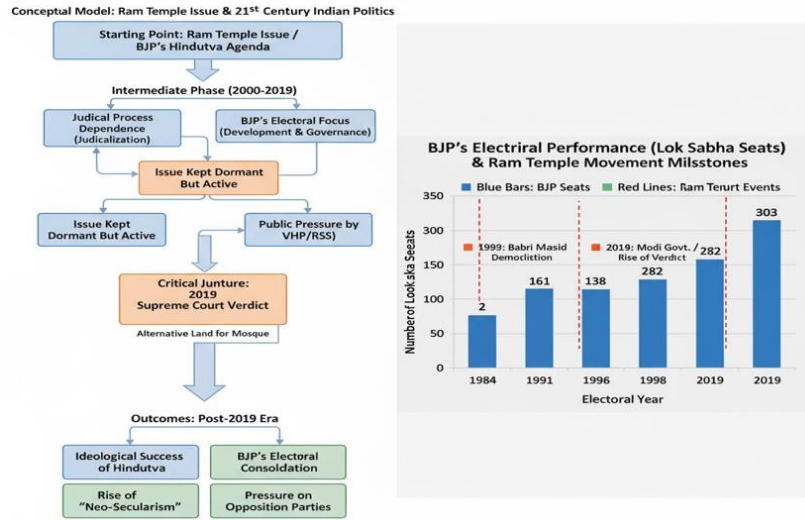 Conceptual Model: Ram Temple Issue & 21st Century Indian Politics
Starting Point: Ram Temple Issue /
BJP's Hindutva Agenda
Intermediate Phase (2000-2019)
Judical Process
Dependence
(Judicalization)
BJP's Electoral Focus
(Development & Governance)
Issue Kept Dormant
But Active
Issue Kept
Dormant But Active
Public Pressure by
VHP/RSS)
Critical Junture:
2019
Supreme Court Verdict
Alternative Land for Mosque
Outcomes: Post-2019 Era
Ideological Success
of Hindutva
BJP's Electoral
Consoldation
Rise of
"Neo-Secularism"
Pressure on
Opposition Parties
BJP's Electriral Performance (Lok Sabha Seats)
& Ram Temple Movement Milsstones
Blue Bars: BJP Seats
Red Lines: Ram Terurt Events
350
300
150
100
50
0
Number of Look ska Seeats
1999: Babri Masid
Democlition
2019: Modi Govt. /
Rise of Verdict
2
161
138
282
282
303
1984
1991
1996
1998
2019
2019
Electoral Year